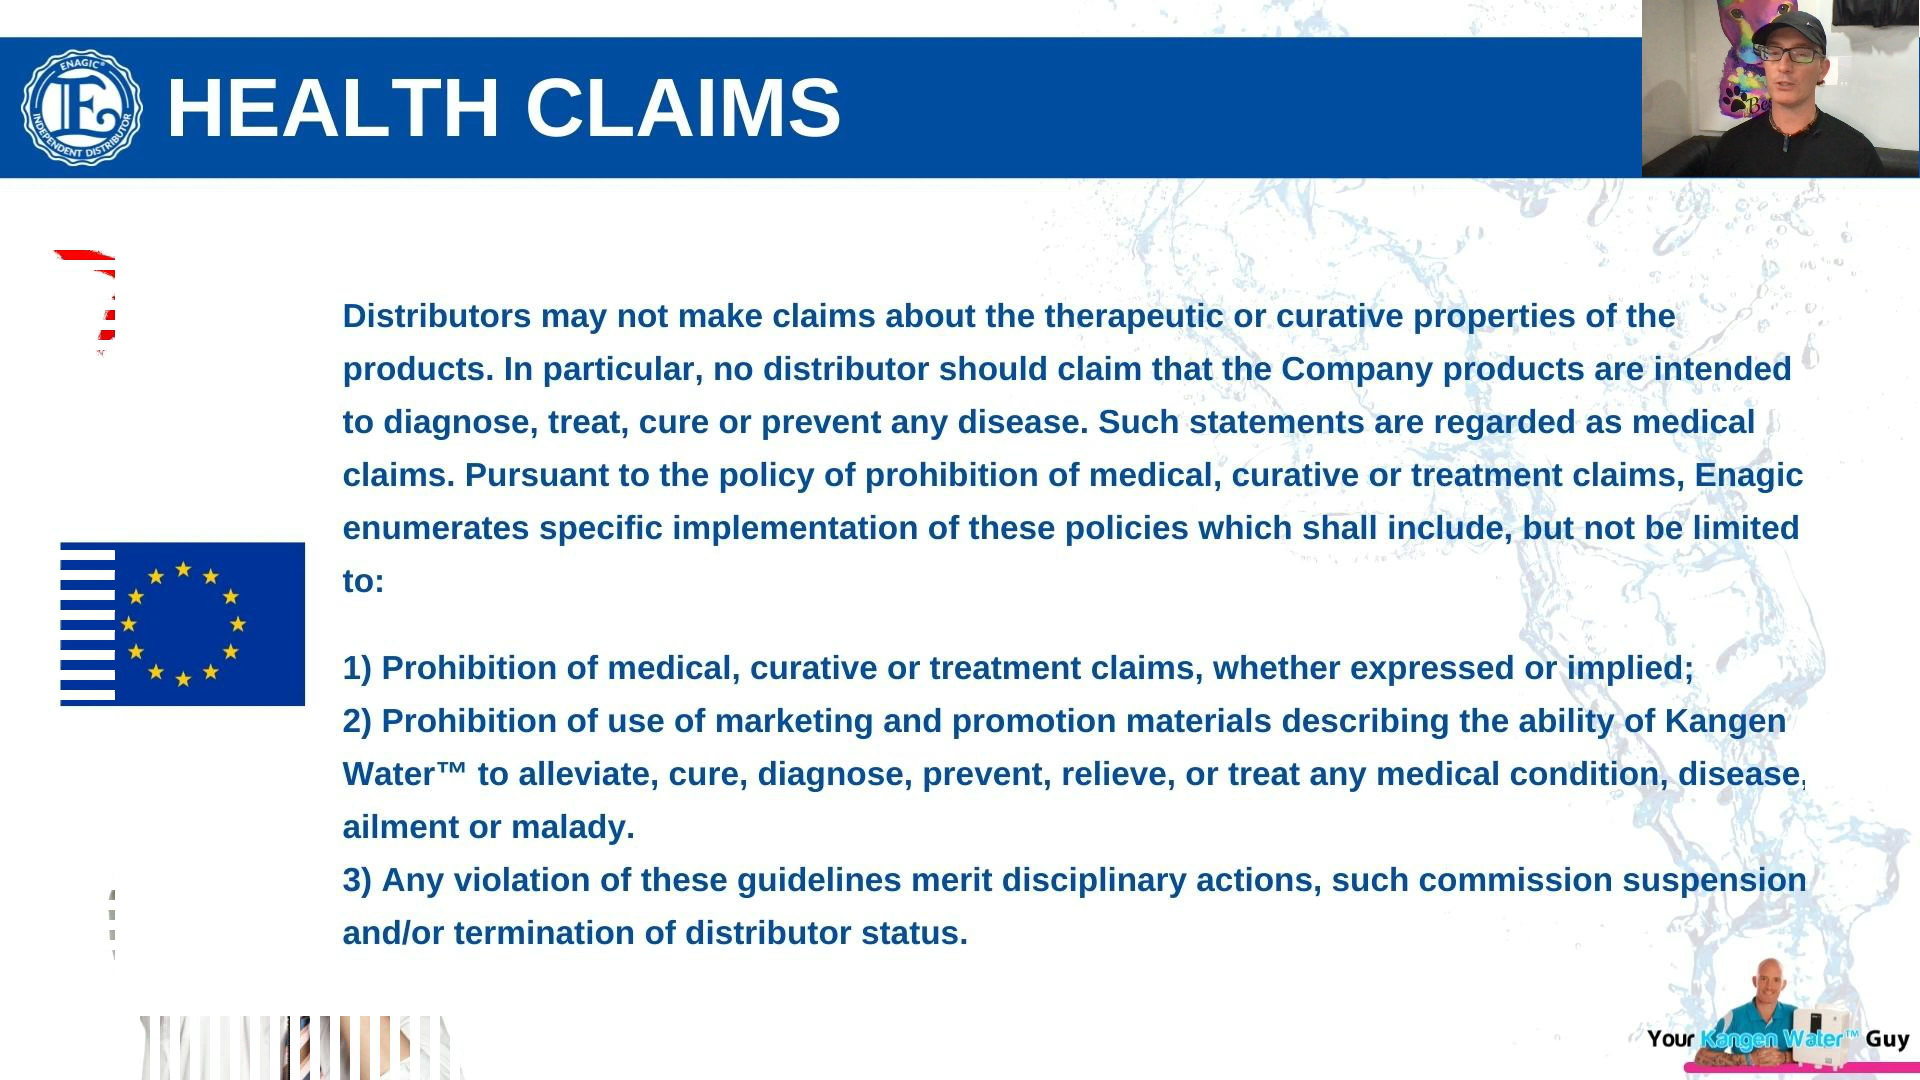 ENAGIC®
E
INDEPENDENT DISTRIBUTOR
HEALTH CLAIMS
Be
Distributors may not make claims about the therapeutic or curative properties of the
products. In particular, no distributor should claim that the Company products are intended
to diagnose, treat, cure or prevent any disease. Such statements are regarded as medical
claims. Pursuant to the policy of prohibition of medical, curative or treatment claims, Enagic
enumerates specific implementation of these policies which shall include, but not be limited
to:
1) Prohibition of medical, curative or treatment claims, whether expressed or implied;
2) Prohibition of use of marketing and promotion materials describing the ability of Kangen
Water™ to alleviate, cure, diagnose, prevent, relieve, or treat any medical condition, disease,
ailment or malady.
3) Any violation of these guidelines merit disciplinary actions, such commission suspension
and/or termination of distributor status.
Your Kangen Water™ Guy